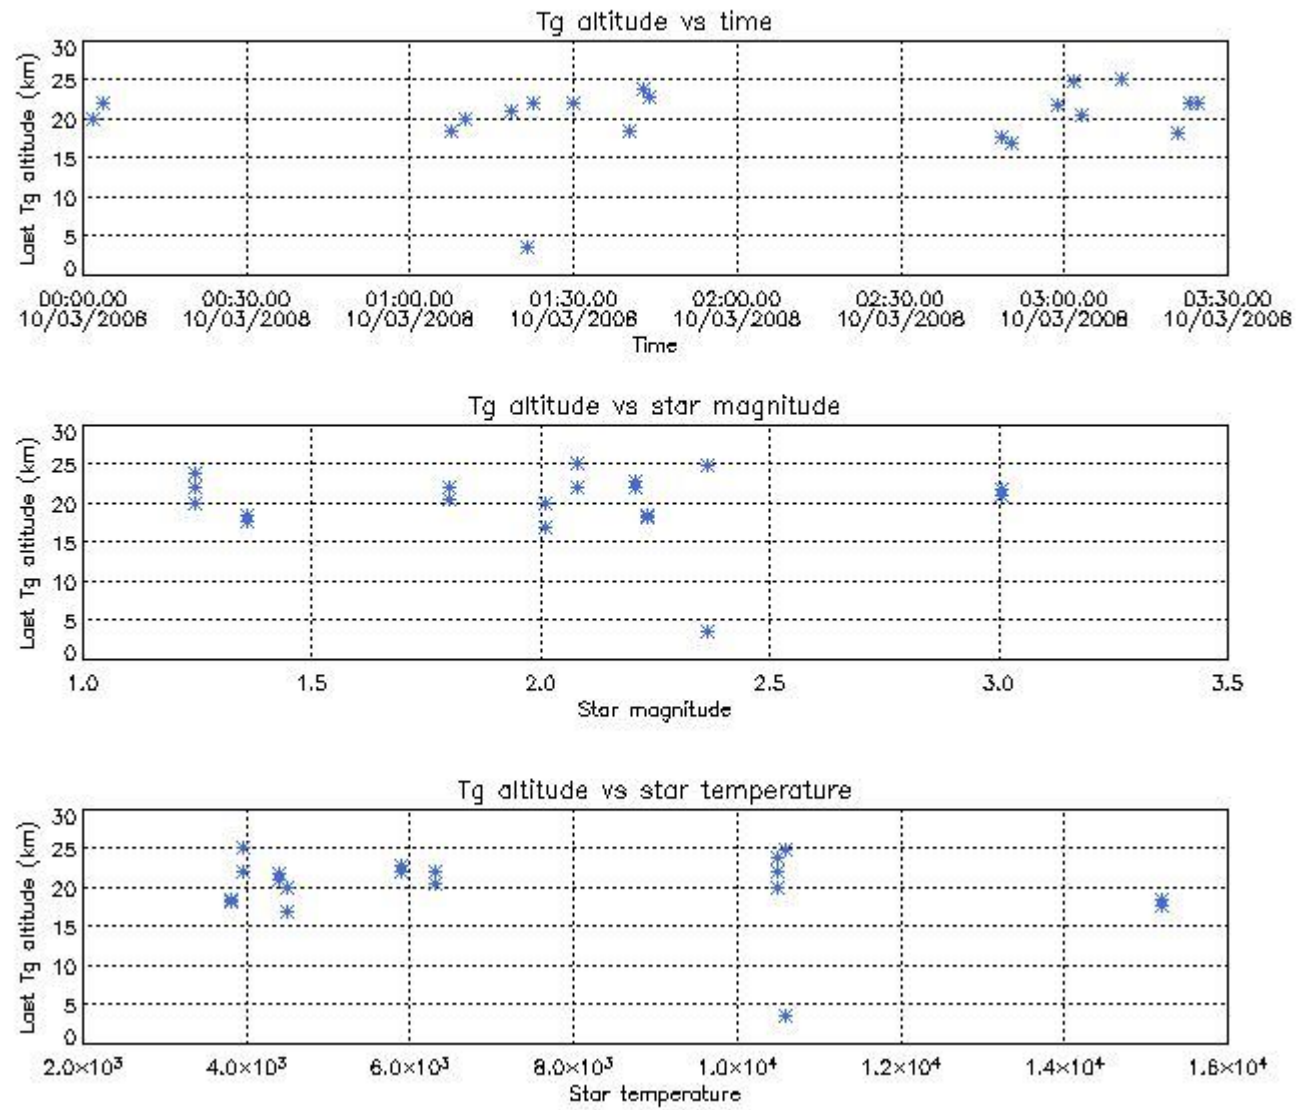 Tg altitude vs time
Last Tg altitude (km)
30
25
20
15
10
5
0
00:00.00 00:30.00 01:00.00 01:30.00 02:00.00 02:30.00 03:00.00 03:30.00
10/03/2006 10/03/2008 10/03/2008 10/03/2006 10/03/2008 10/03/2008 10/03/2008 10/03/2006
Time
Tg altitude vs star magnitude
Last Tg altitude (km)
30
25
20
15
10
5
0
1.0 1.5 2.0 2.5 3.0 3.5
Star magnitude
Tg altitude vs star temperature
Last Tg altitude (km)
30
25
20
15
10
5
0
2.0×10³ 4.0×10³ 6.0×10³ 8.0×10³ 1.0×10⁴ 1.2×10⁴ 1.4×10⁴ 1.6×10⁴
Star temperature